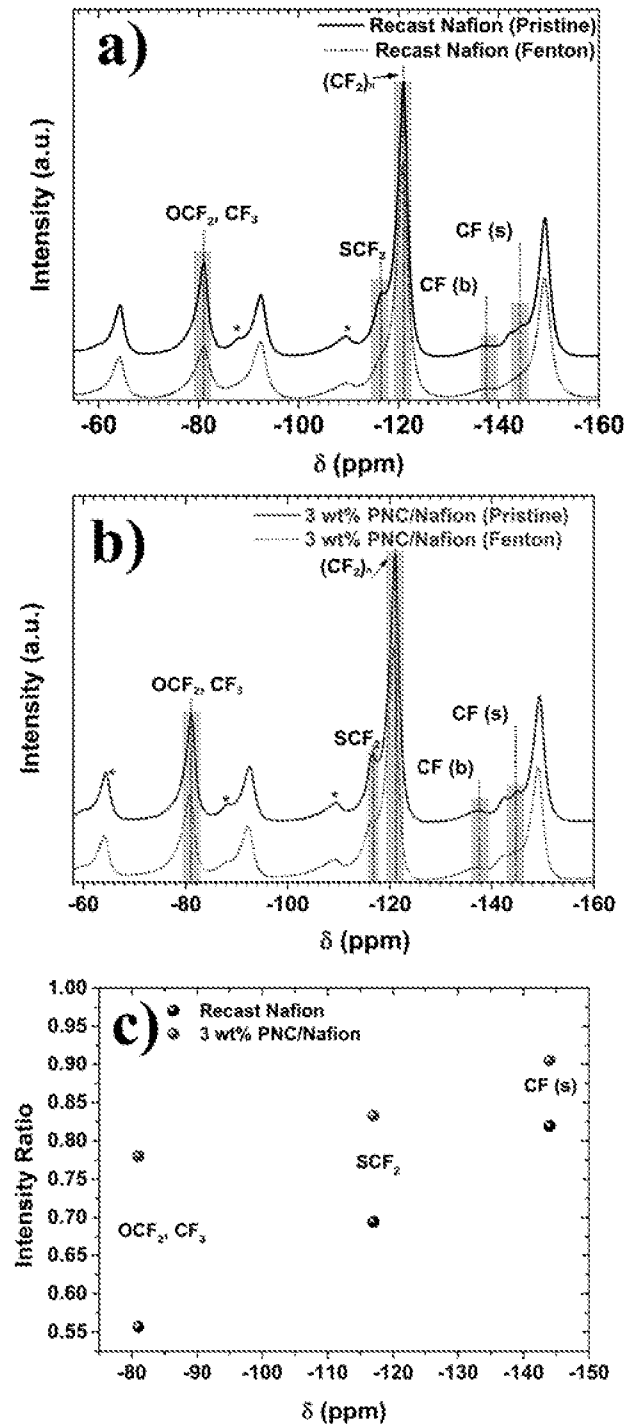 a)
Recast Nafion (Pristine)
Recast Nafion (Fenton)
(CF₂)ₙ
OCF₂, CF₃
SCF₂
CF (b)
CF (s)
*
*
Intensity (a.u.)
-60 -80 -100 -120 -140 -160
δ (ppm)
b)
3 wt% PNC/Nafion (Pristine)
3 wt% PNC/Nafion (Fenton)
(CF₂)ₙ
OCF₂, CF₃
SCF₂
CF (b)
CF (s)
*
*
*
Intensity (a.u.)
-60 -80 -100 -120 -140 -160
δ (ppm)
c)
Recast Nafion
3 wt% PNC/Nafion
CF (s)
SCF₂
OCF₂, CF₃
Intensity Ratio
1.00
0.95
0.90
0.85
0.80
0.75
0.70
0.65
0.60
0.55
-80 -90 -100 -110 -120 -130 -140 -150
δ (ppm)